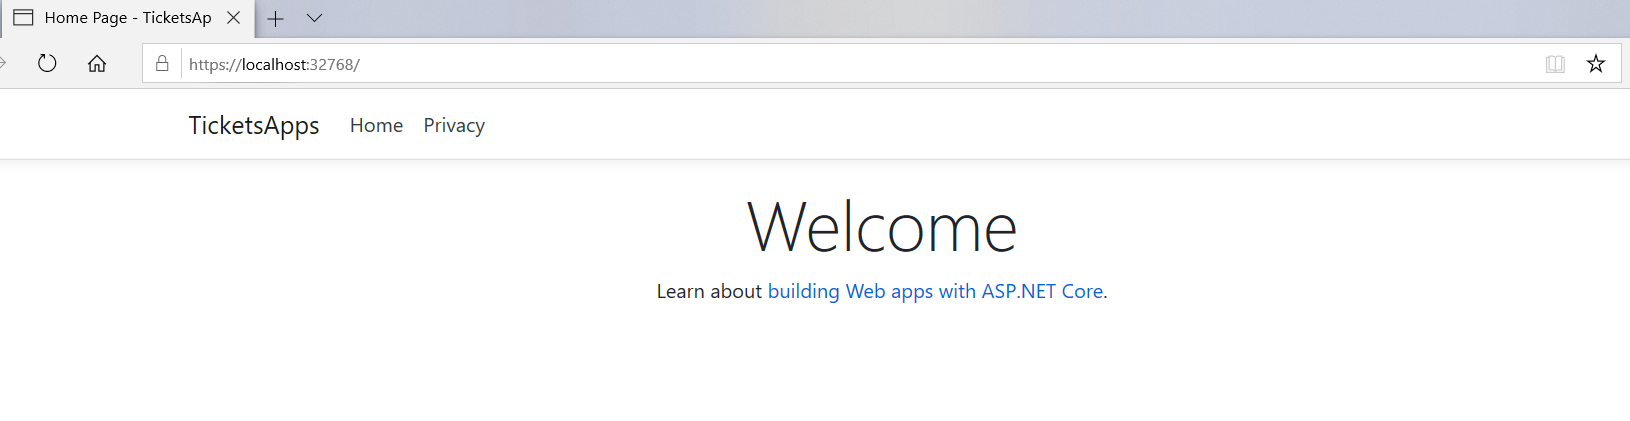 Home Page - TicketsAp
https://localhost:32768/
TicketsApps Home Privacy
Welcome
Learn about building Web apps with ASP.NET Core.